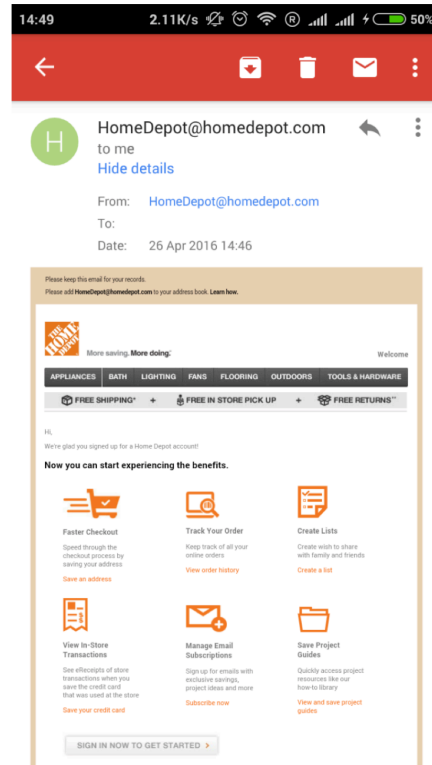 14:49 2.11K/s R 50%
HomeDepot@homedepot.com
H
to me
Hide details
From: HomeDepot@homedepot.com
To:
Date: 26 Apr 2016 14:46
Please keep this email for your records.
Please add HomeDepot@homedepot.com to your address book. Learn how.
THE HOME DEPOT
More saving. More doing.®
Welcome
APPLIANCES BATH LIGHTING FANS FLOORING OUTDOORS TOOLS & HARDWARE
FREE SHIPPING* + FREE IN STORE PICK UP + FREE RETURNS**
Hi,
We're glad you signed up for a Home Depot account!
Now you can start experiencing the benefits.
Faster Checkout
Speed through the
checkout process by
saving your address
Save an address
Track Your Order
Keep track of all your
online orders
View order history
Create Lists
Create wish to share
with family and friends
Create a list
View In-Store
Transactions
See eReceipts of store
transactions when you
save the credit card
that was used at the store
Save your credit card
Manage Email
Subscriptions
Sign up for emails with
exclusive savings,
project ideas and more
Subscribe now
Save Project
Guides
Quickly access project
resources like our
how-to library
View and save project
guides
SIGN IN NOW TO GET STARTED >